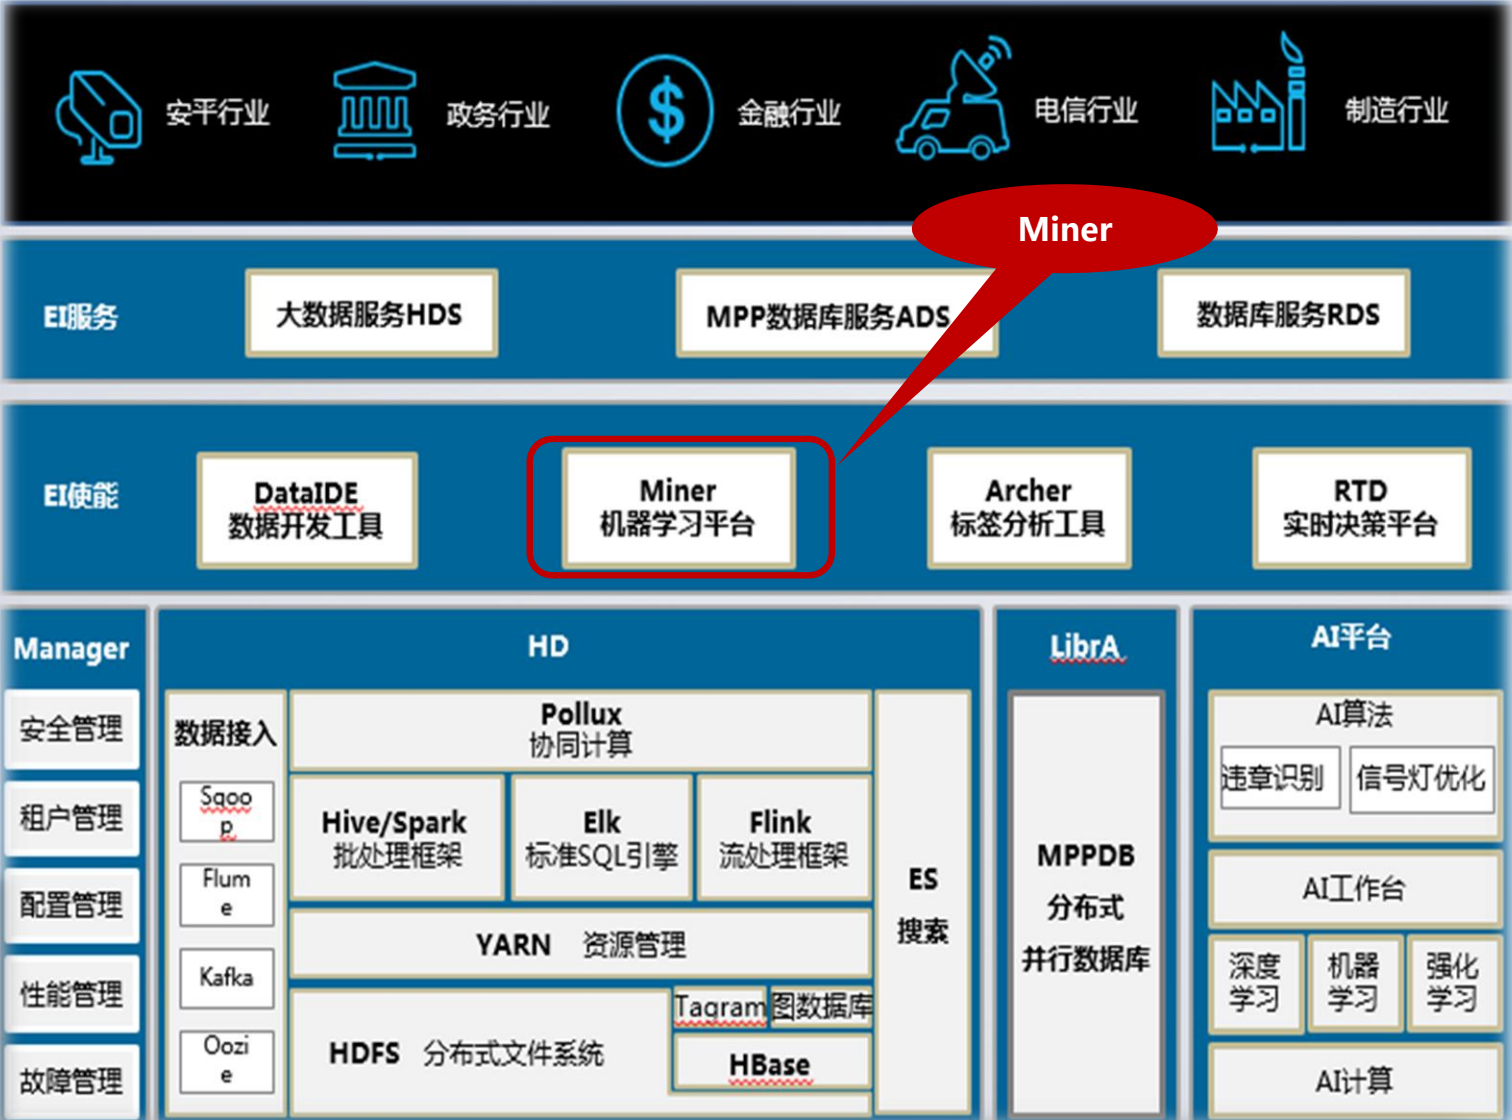 安平行业
政务行业
金融行业
电信行业
制造行业
Miner
EI服务
大数据服务HDS
MPP数据库服务ADS
数据库服务RDS
EI使能
DataIDE
数据开发工具
Miner
机器学习平台
Archer
标签分析工具
RTD
实时决策平台
Manager
安全管理
租户管理
配置管理
性能管理
故障管理
HD
数据接入
Sqoo
p
Flum
e
Kafka
Oozi
e
Pollux
协同计算
Hive/Spark
批处理框架
Elk
标准SQL引擎
Flink
流处理框架
YARN 资源管理
HDFS 分布式文件系统
Tagram
图数据库
HBase
ES
搜索
LibrA
MPPDB
分布式
并行数据库
AI平台
AI算法
违章识别
信号灯优化
AI工作台
深度
学习
机器
学习
强化
学习
AI计算